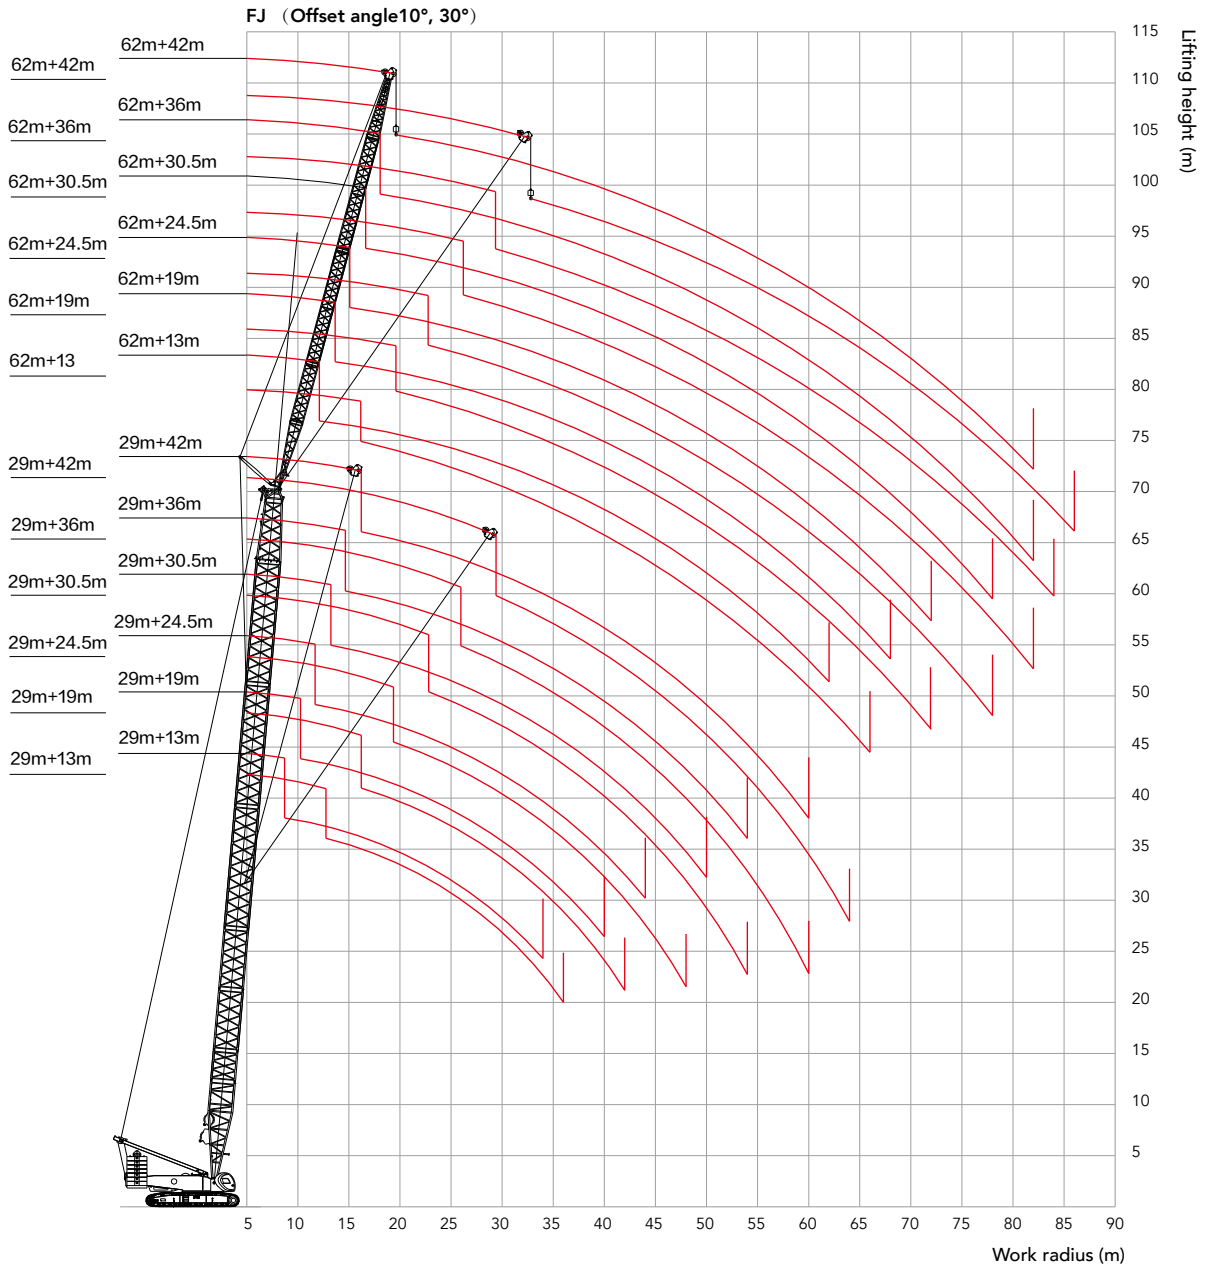 FJ （Offset angle10°, 30°）
62m+42m
62m+42m
62m+36m
62m+36m
62m+30.5m
62m+30.5m
62m+24.5m
62m+24.5m
62m+19m
62m+19m
62m+13m
62m+13
29m+42m
29m+42m
29m+36m
29m+36m
29m+30.5m
29m+30.5m
29m+24.5m
29m+24.5m
29m+19m
29m+19m
29m+13m
29m+13m
115
110
105
100
95
90
85
80
75
70
65
60
55
50
45
40
35
30
25
20
15
10
5
Lifting height (m)
5 10 15 20 25 30 35 40 45 50 55 60 65 70 75 80 85 90
Work radius (m)